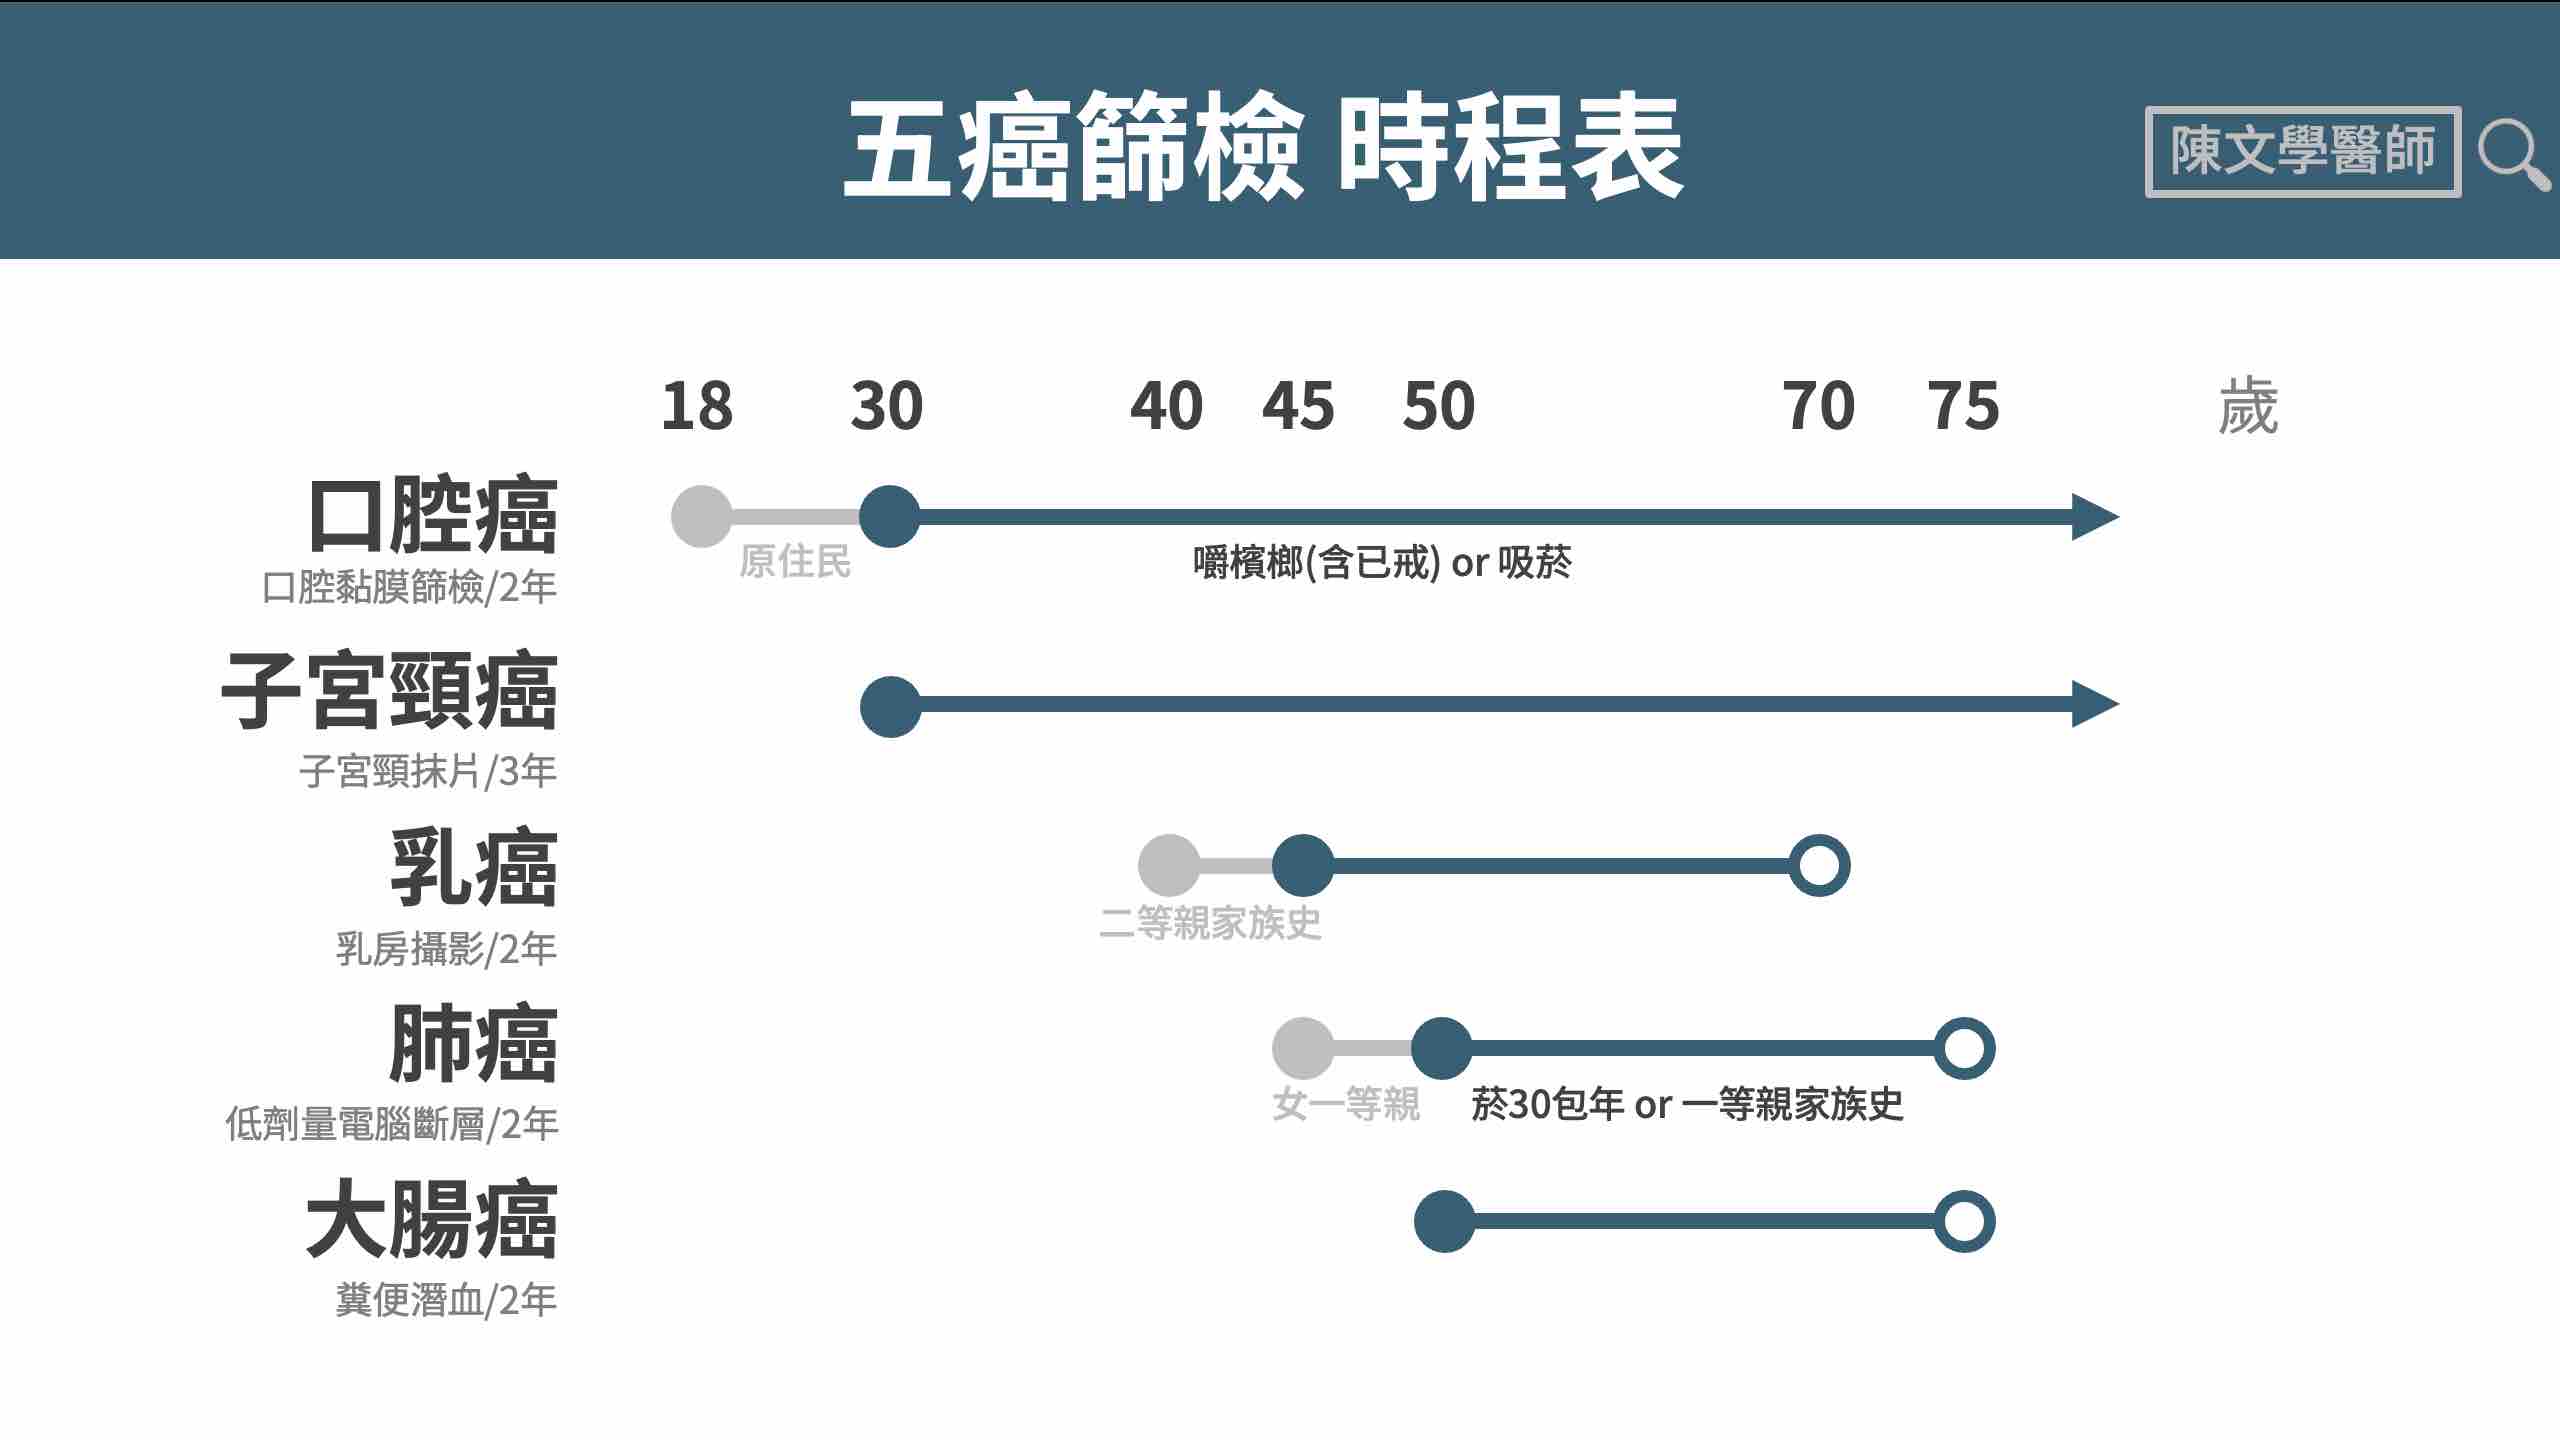 五癌篩檢 時程表
陳文學醫師
18 30 40 45 50 70 75 歲
口腔癌
口腔黏膜篩檢/2年
原住民
嚼檳榔(含已戒) or 吸菸
子宮頸癌
子宮頸抹片/3年
乳癌
乳房攝影/2年
二等親家族史
肺癌
低劑量電腦斷層/2年
女一等親
菸30包年 or 一等親家族史
大腸癌
糞便潛血/2年